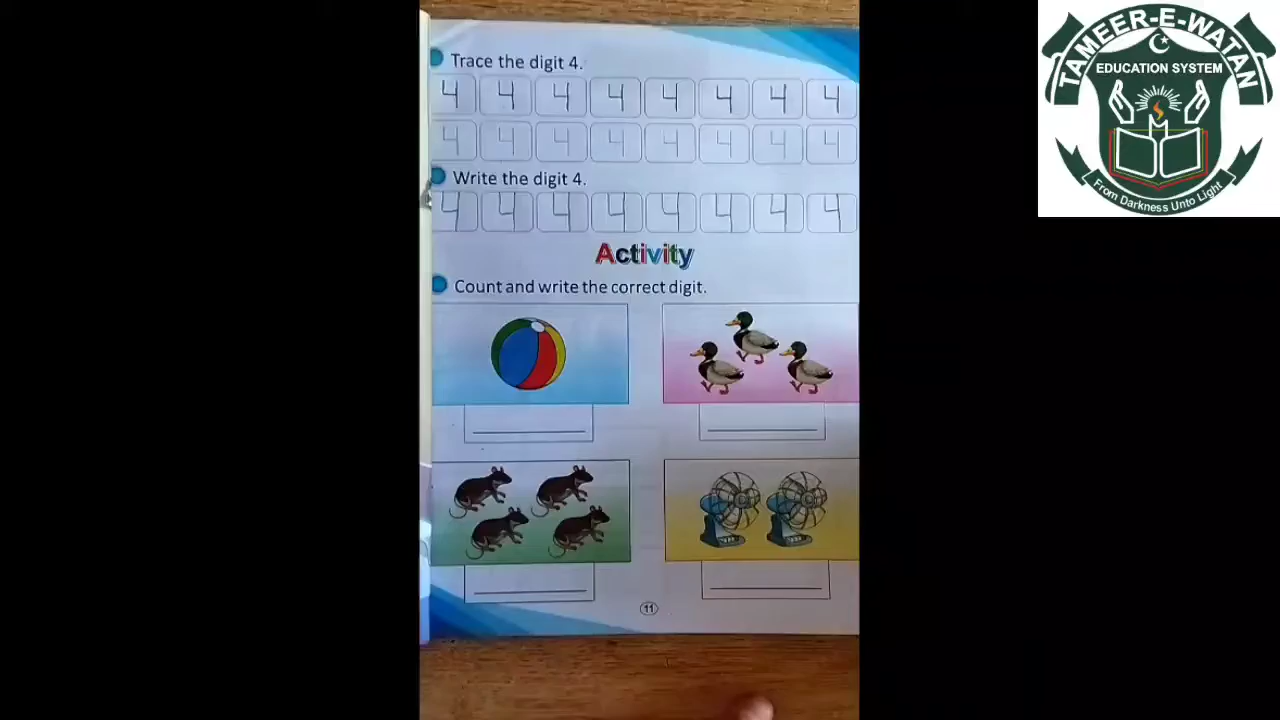 Trace the digit 4.
4 4 4 4 4 4 4 4
4 4 4 4 4 4 4 4
Write the digit 4.
4 4 4 4 4 4 4 4
Activity
Count and write the correct digit.
11
TAMEER-E-WATAN
EDUCATION SYSTEM
From Darkness Unto Light